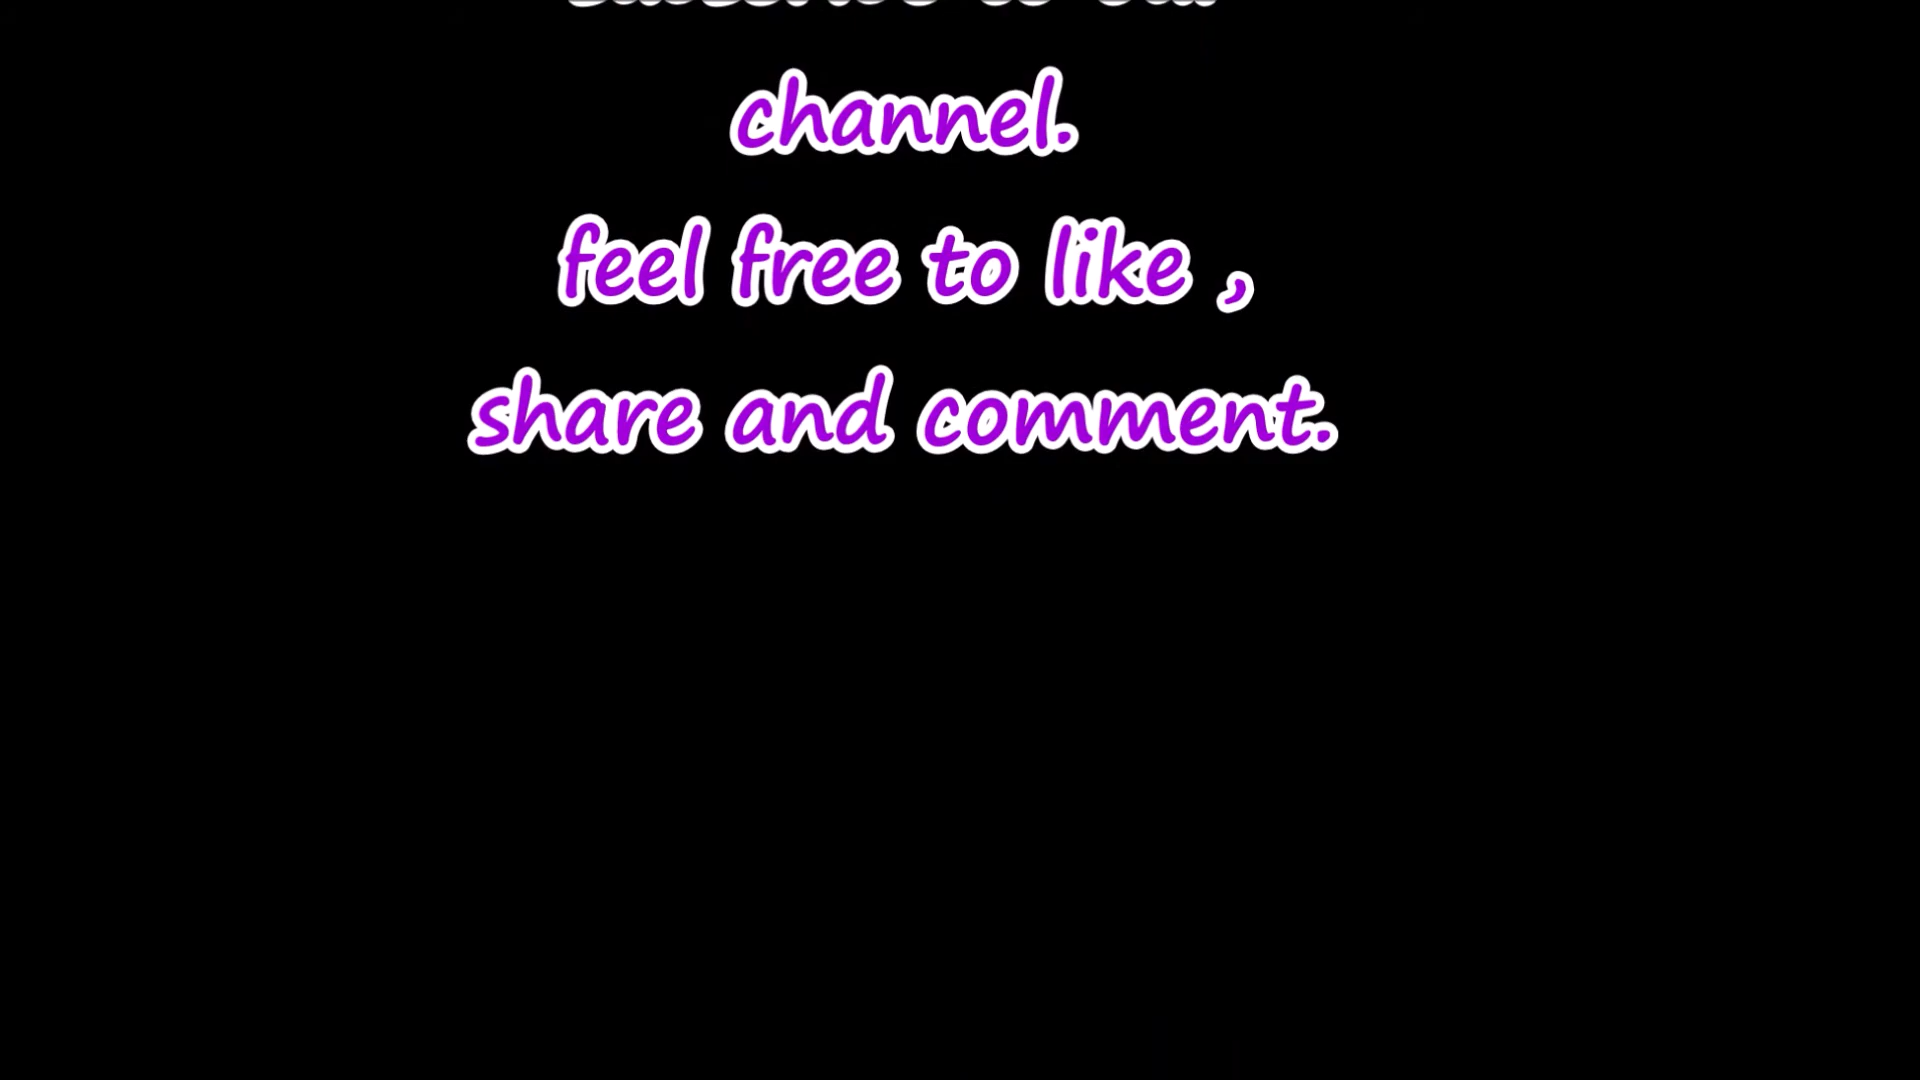 channel.
feel free to like ,
share and comment.